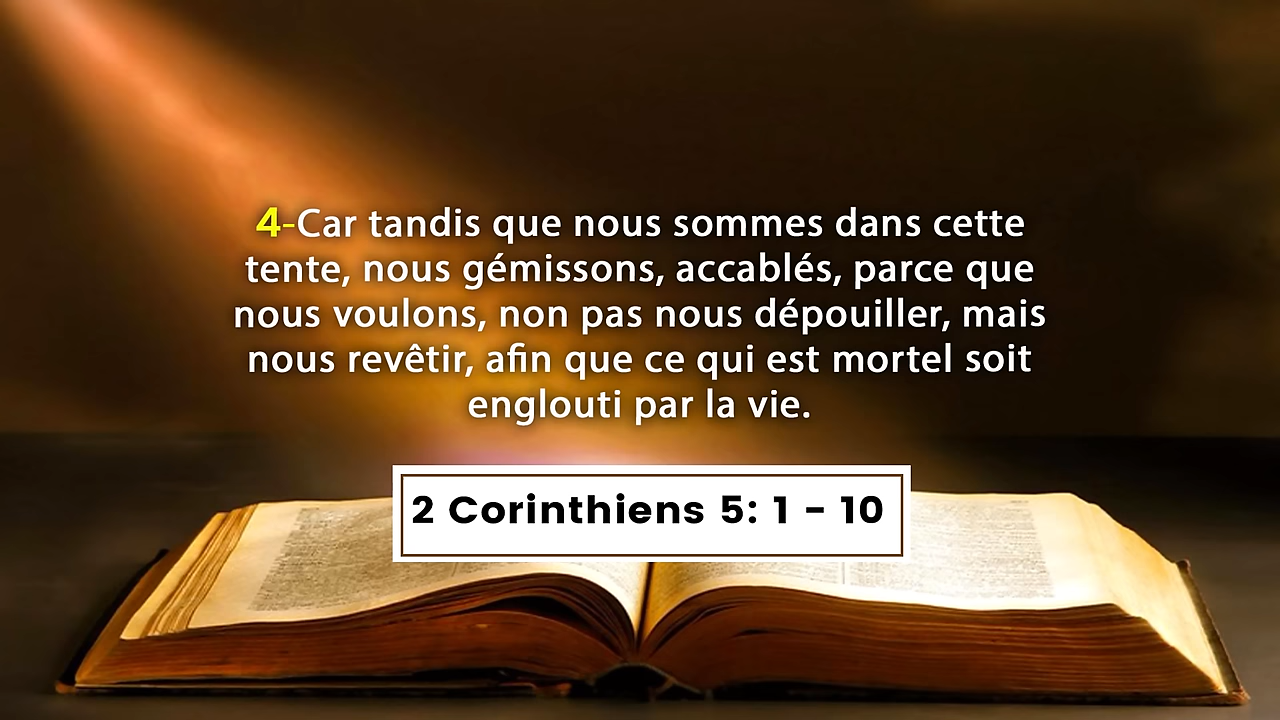 4-Car tandis que nous sommes dans cette
tente, nous gémissons, accablés, parce que
nous voulons, non pas nous dépouiller, mais
nous revêtir, afin que ce qui est mortel soit
englouti par la vie.
2 Corinthiens 5: 1 - 10